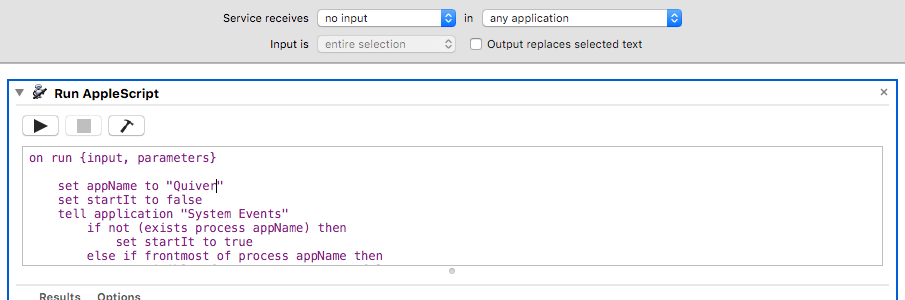 Service receives no input in any application
Input is entire selection Output replaces selected text
Run AppleScript
on run {input, parameters}
set appName to "Quiver"
set startIt to false
tell application "System Events"
if not (exists process appName) then
set startIt to true
else if frontmost of process appName then
Results Options